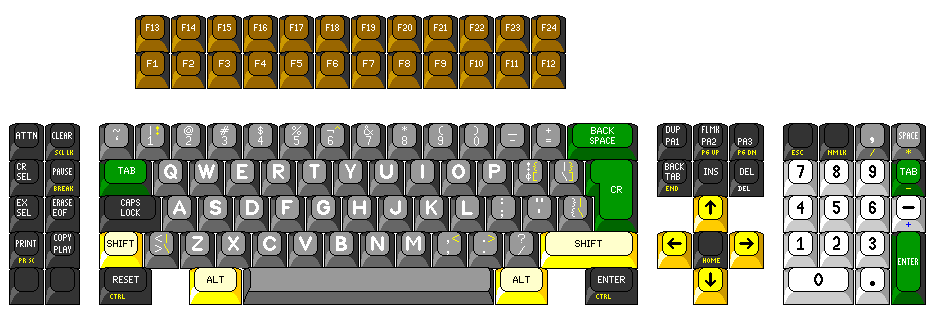 F13 F14 F15 F16 F17 F18 F19 F20 F21 F22 F23 F24
F1 F2 F3 F4 F5 F6 F7 F8 F9 F10 F11 F12
ATTN CLEAR
SCL LK
~ | @ # $ % ¬ & * ( ) _ + BACK
1 2 3 4 5 6 7 8 9 0 – = SPACE
DUP FLMK
PA1 PA2 PA3
PG UP PG DN
, SPACE
ESC NMLK / *
CR PAUSE
SEL
BREAK
TAB Q W E R T Y U I O P CR
BACK INS DEL
TAB
END DEL
7 8 9 TAB
–
EX ERASE
SEL EOF
CAPS A S D F G H J K L
LOCK
↑
4 5 6 –
+
PRINT COPY
PLAY
PR SC
SHIFT Z X C V B N M SHIFT
← →
HOME
1 2 3 ENTER
RESET ALT ALT ENTER
CTRL CTRL
↓
0 .